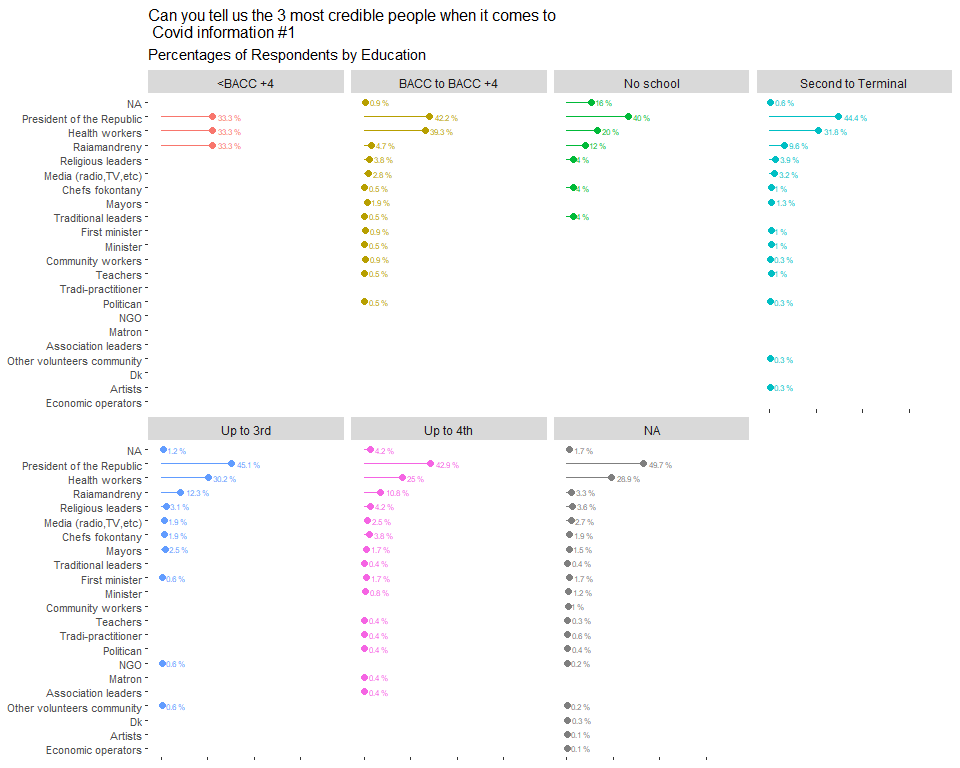 Can you tell us the 3 most credible people when it comes to
Covid information #1
Percentages of Respondents by Education
<BACC +4
BACC to BACC +4
No school
Second to Terminal
NA 0.9 % 16 % 0.6 %
President of the Republic 33.3 % 42.2 % 40 % 44.4 %
Health workers 33.3 % 39.3 % 20 % 31.8 %
Raiamandreny 33.3 % 4.7 % 12 % 9.6 %
Religious leaders 3.8 % 4 % 3.9 %
Media (radio,TV,etc) 2.8 % 3.2 %
Chefs fokontany 0.5 % 4 % 1 %
Mayors 1.9 % 1.3 %
Traditional leaders 0.5 % 4 %
First minister 0.9 % 1 %
Minister 0.5 % 1 %
Community workers 0.9 % 0.3 %
Teachers 0.5 % 1 %
Tradi-practitioner
Politican 0.5 % 0.3 %
NGO
Matron
Association leaders
Other volunteers community 0.3 %
Dk
Artists 0.3 %
Economic operators
Up to 3rd
Up to 4th
NA
NA 1.2 % 4.2 % 1.7 %
President of the Republic 45.1 % 42.9 % 49.7 %
Health workers 30.2 % 25 % 28.9 %
Raiamandreny 12.3 % 10.8 % 3.3 %
Religious leaders 3.1 % 4.2 % 3.6 %
Media (radio,TV,etc) 1.9 % 2.5 % 2.7 %
Chefs fokontany 1.9 % 3.8 % 1.9 %
Mayors 2.5 % 1.7 % 1.5 %
Traditional leaders 0.4 % 0.4 %
First minister 0.6 % 1.7 % 1.7 %
Minister 0.8 % 1.2 %
Community workers 1 %
Teachers 0.4 % 0.3 %
Tradi-practitioner 0.4 % 0.6 %
Politican 0.4 % 0.4 %
NGO 0.6 % 0.2 %
Matron 0.4 %
Association leaders 0.4 %
Other volunteers community 0.6 % 0.2 %
Dk 0.3 %
Artists 0.1 %
Economic operators 0.1 %